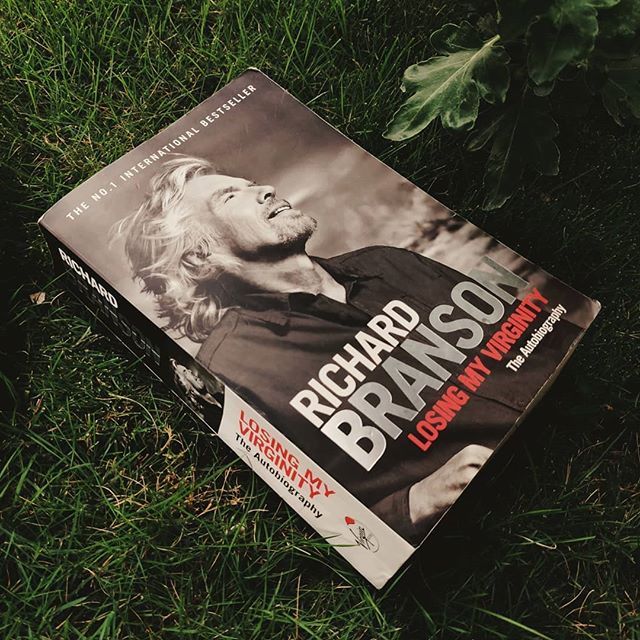 THE NO.1 INTERNATIONAL BESTSELLER
RICHARD
BRANSON
LOSING MY VIRGINITY
The Autobiography
RICHARD
LOSING MY
VIRGINITY
The Autobiography